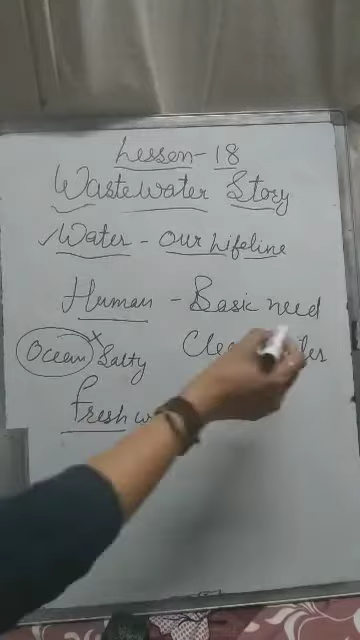 Lesson-18
Wastewater Story
Water - Our Lifeline
Human - Basic need
Ocean Salty
Fresh